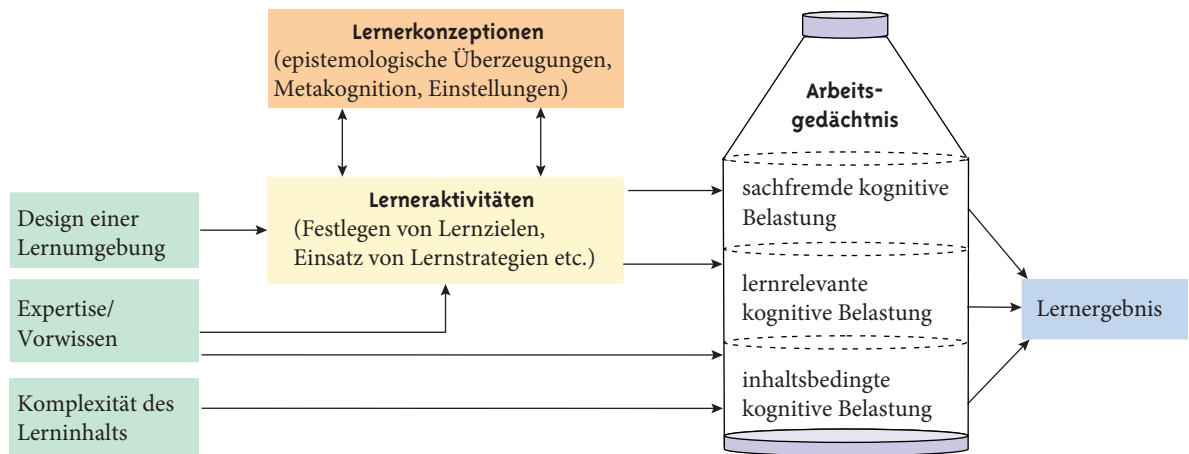 Lernerkonzeptionen
(epistemologische Überzeugungen,
Metakognition, Einstellungen)
Arbeits-
gedächtnis
Design einer
Lernumgebung
Lerneraktivitäten
(Festlegen von Lernzielen,
Einsatz von Lernstrategien etc.)
sachfremde kognitive
Belastung
Expertise/
Vorwissen
lernrelevante
kognitive Belastung
Lernergebnis
Komplexität des
Lerninhalts
inhaltsbedingte
kognitive Belastung